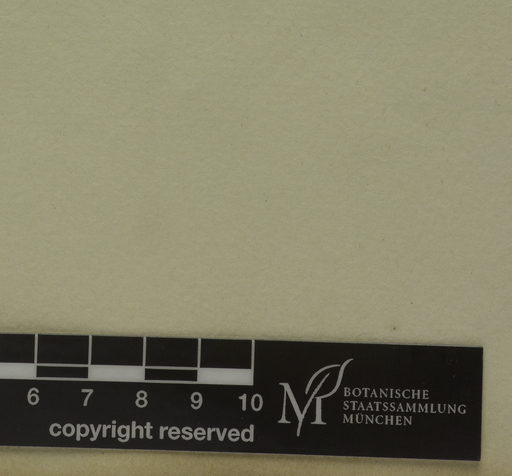 6 7 8 9 10
copyright reserved
M
BOTANISCHE
STAATSSAMMLUNG
MÜNCHEN